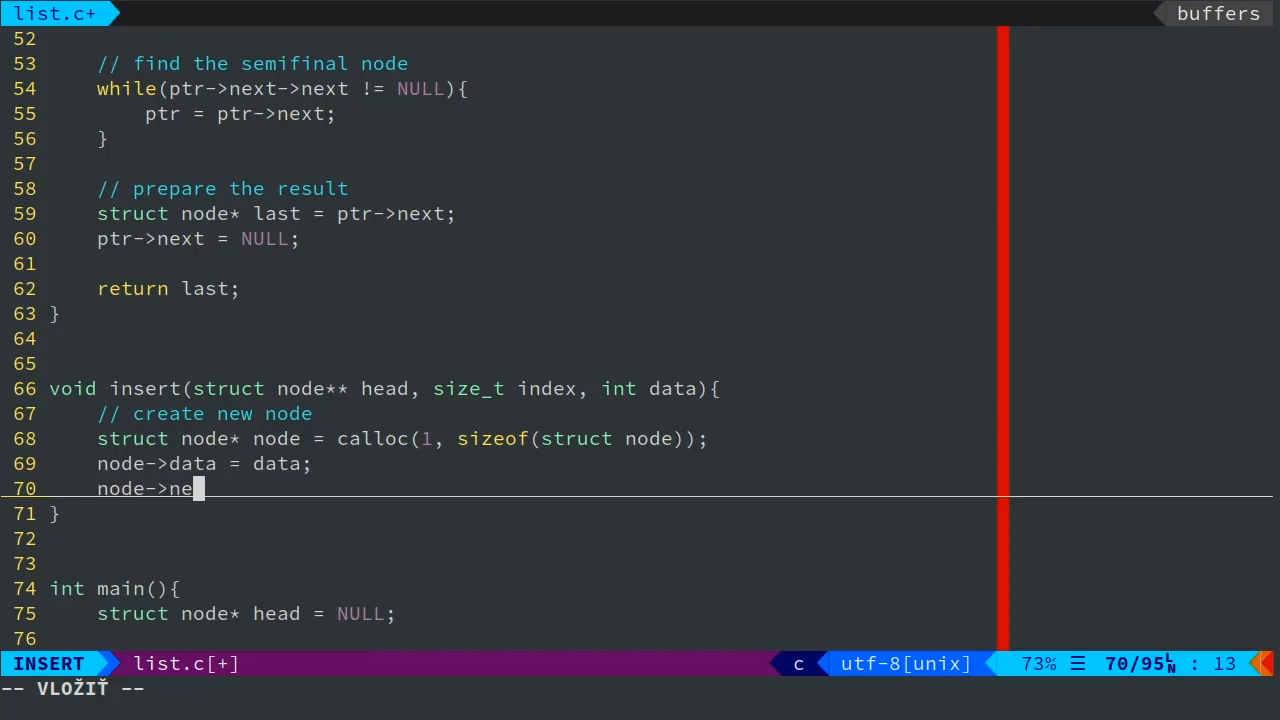 list.c+ buffers
52
53     // find the semifinal node
54     while(ptr->next->next != NULL){
55         ptr = ptr->next;
56     }
57
58     // prepare the result
59     struct node* last = ptr->next;
60     ptr->next = NULL;
61
62     return last;
63 }
64
65
66 void insert(struct node** head, size_t index, int data){
67     // create new node
68     struct node* node = calloc(1, sizeof(struct node));
69     node->data = data;
70     node->ne
71 }
72
73
74 int main(){
75     struct node* head = NULL;
76
INSERT list.c[+] c utf-8[unix] 73% ☰ 70/95 ㏑ : 13
-- VLOŽIŤ --